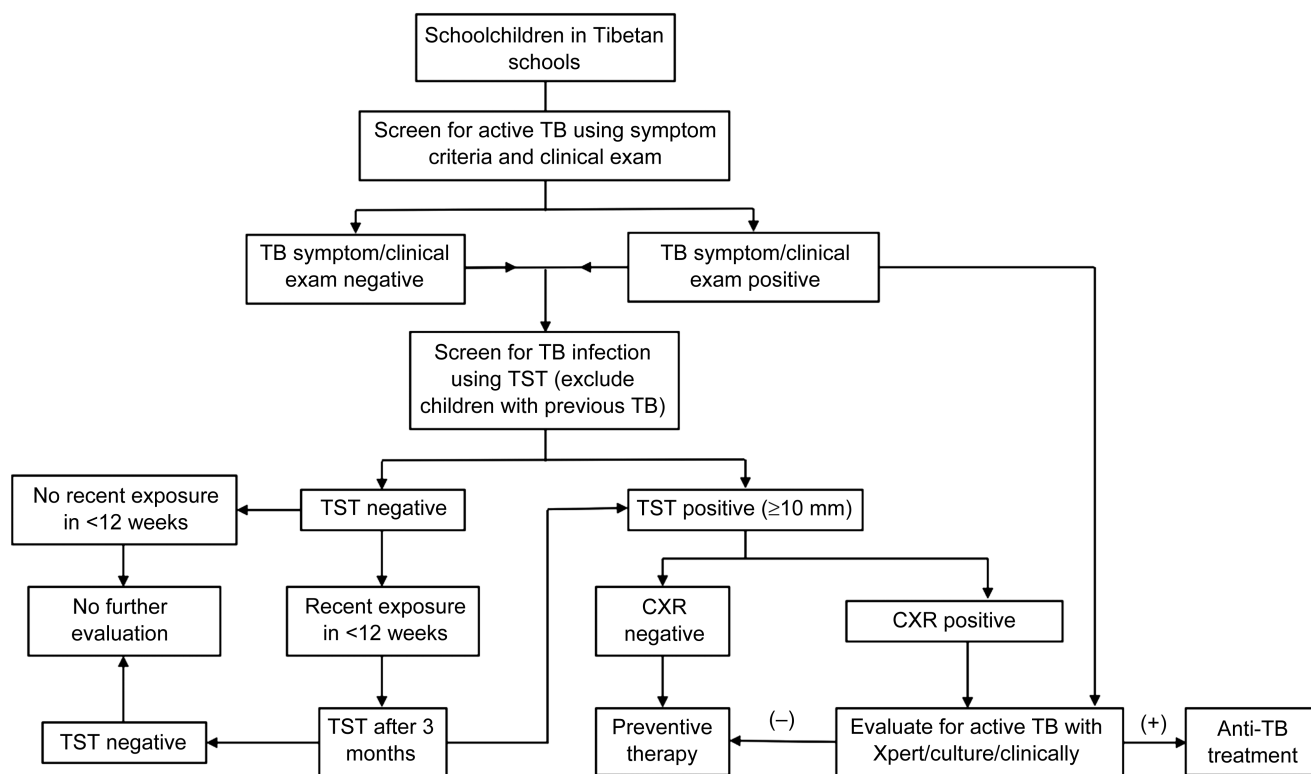 Schoolchildren in Tibetan
schools
Screen for active TB using symptom
criteria and clinical exam
TB symptom/clinical
exam negative
TB symptom/clinical
exam positive
Screen for TB infection
using TST (exclude
children with previous TB)
No recent exposure
in <12 weeks
TST negative
TST positive (≥10 mm)
No further
evaluation
Recent exposure
in <12 weeks
CXR
negative
CXR positive
TST negative
TST after 3
months
Preventive
therapy
(–)
Evaluate for active TB with
Xpert/culture/clinically
(+)
Anti-TB
treatment